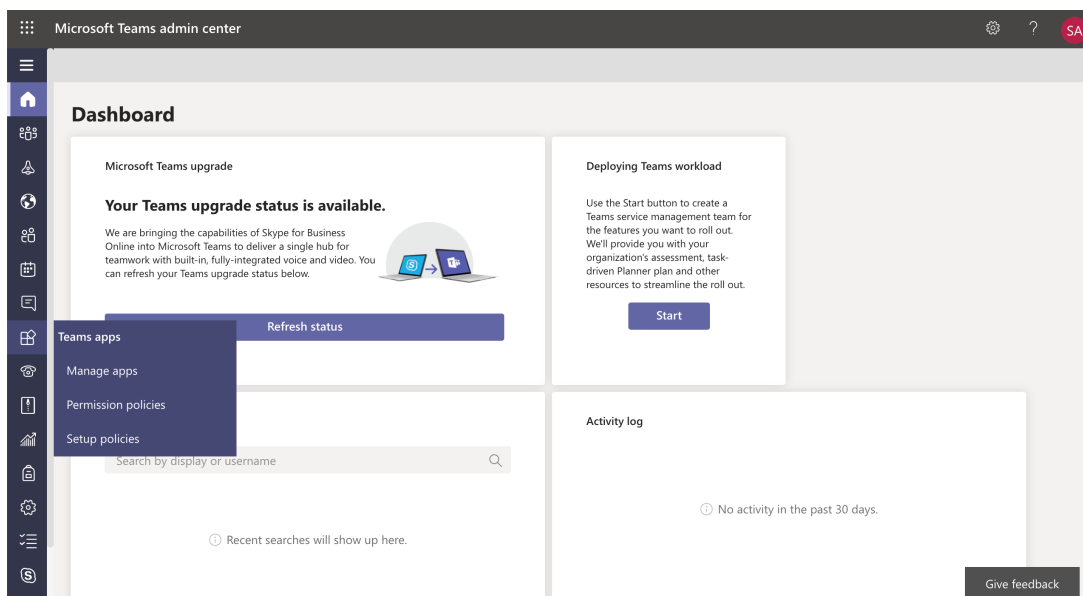 Microsoft Teams admin center
?
SA
Dashboard
Microsoft Teams upgrade
Your Teams upgrade status is available.
We are bringing the capabilities of Skype for Business
Online into Microsoft Teams to deliver a single hub for
teamwork with built-in, fully-integrated voice and video. You
can refresh your Teams upgrade status below.
Refresh status
Deploying Teams workload
Use the Start button to create a
Teams service management team for
the features you want to roll out.
We'll provide you with your
organization's assessment, task-
driven Planner plan and other
resources to streamline the roll out.
Start
Teams apps
Manage apps
Permission policies
Setup policies
Search by display or username
Recent searches will show up here.
Activity log
No activity in the past 30 days.
Give feedback